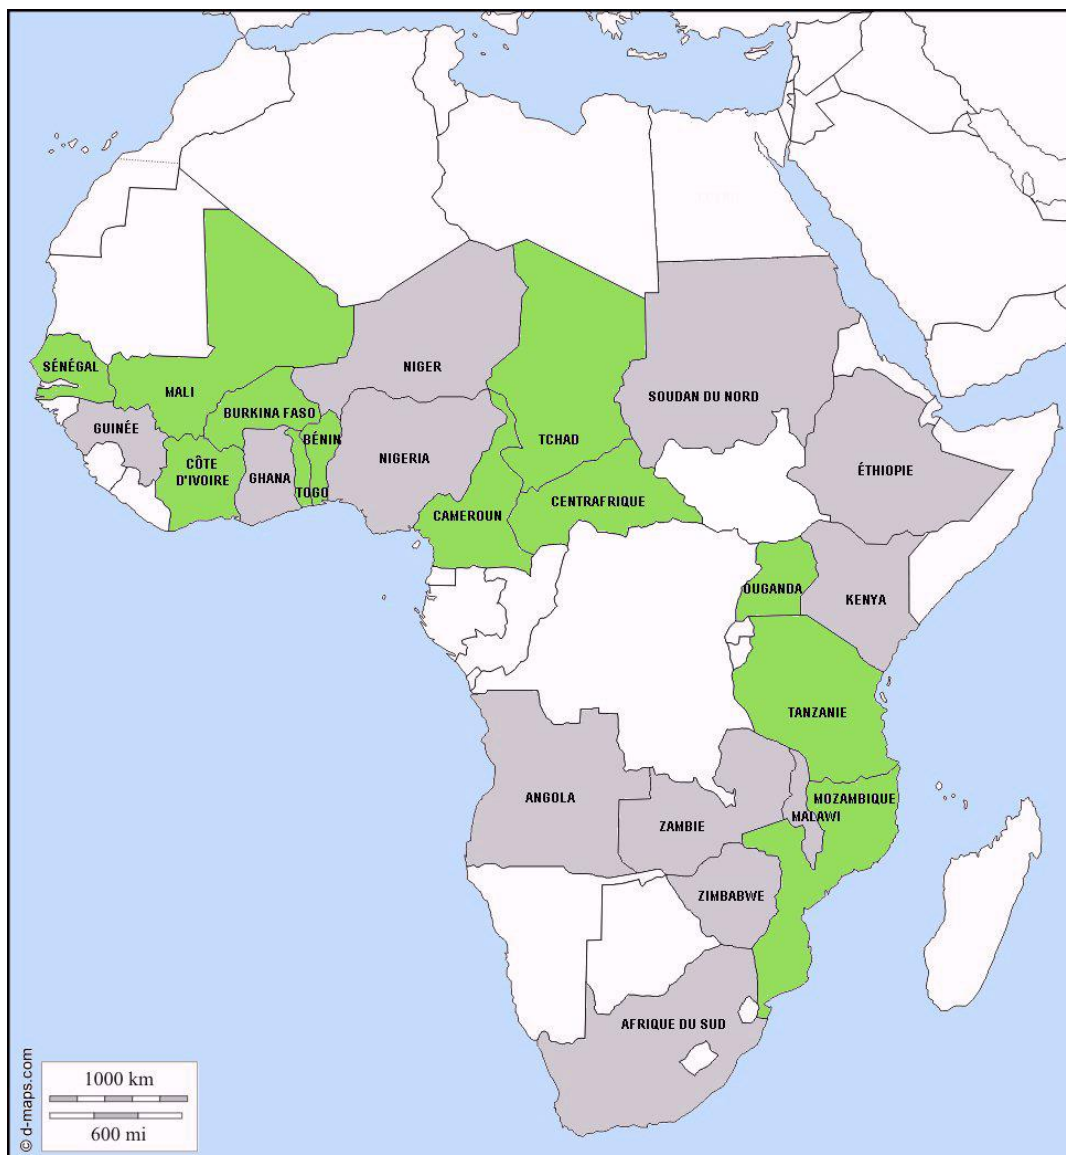 SÉNÉGAL
MALI
NIGER
SOUDAN DU NORD
BURKINA FASO
GUINÉE
BÉNIN
TCHAD
NIGERIA
CÔTE
D'IVOIRE
GHANA
TOGO
ÉTHIOPIE
CENTRAFRIQUE
CAMEROUN
OUGANDA
KENYA
TANZANIE
ANGOLA
MOZAMBIQUE
MALAWI
ZAMBIE
ZIMBABWE
AFRIQUE DU SUD
© d-maps.com
1000 km
600 mi